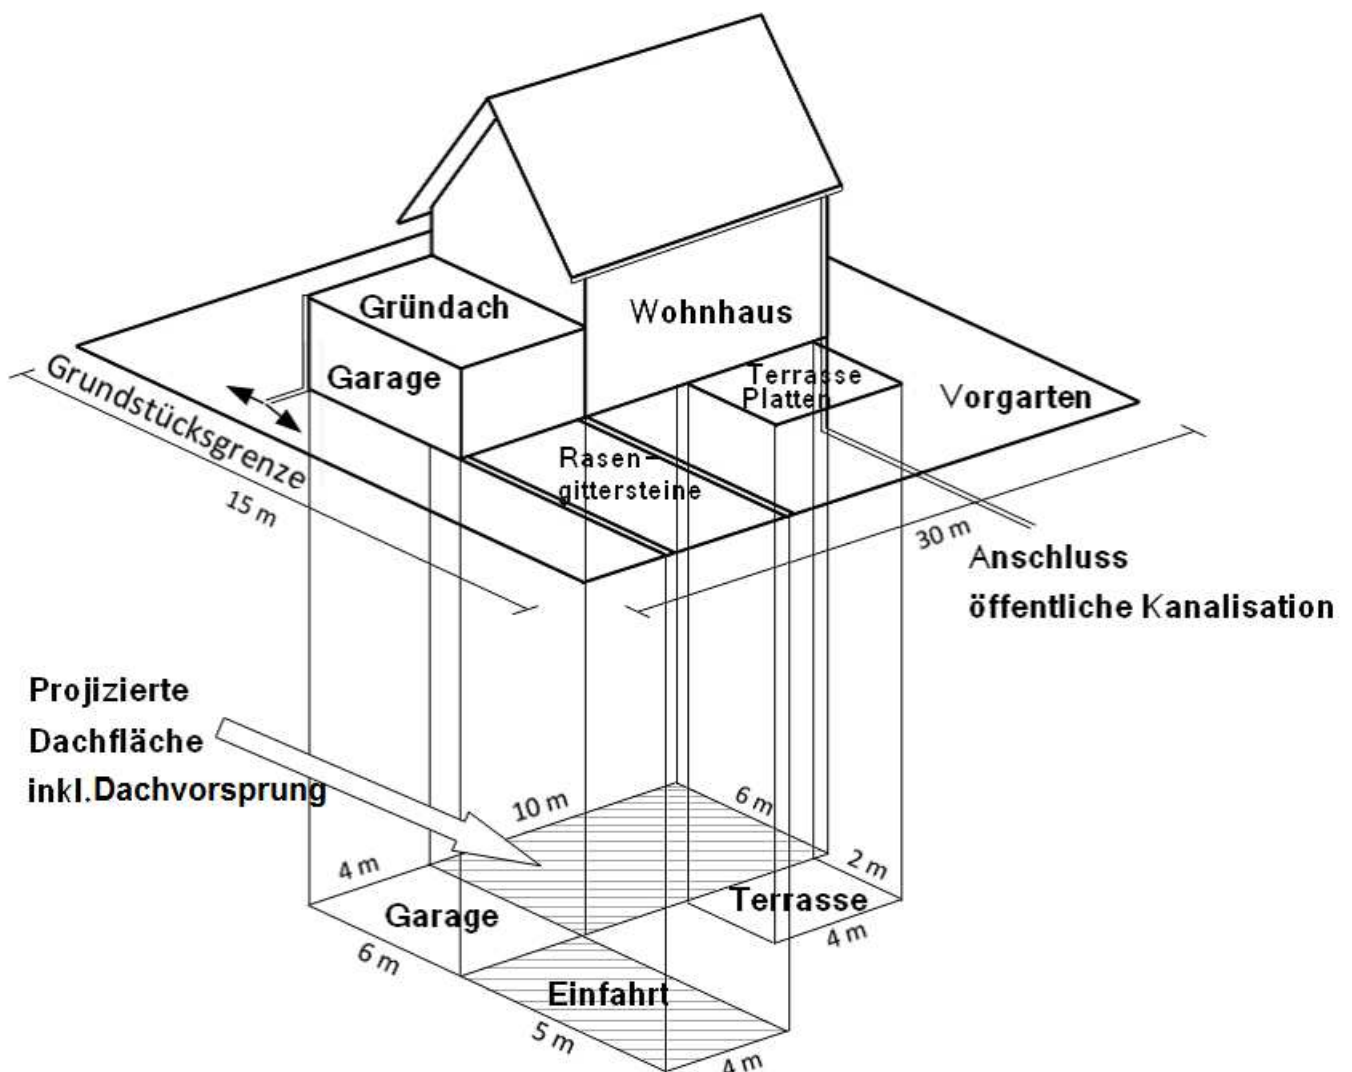 Gründach
Wohnhaus
Garage
Terrasse
Platten
Vorgarten
Grundstücksgrenze
15 m
Rasen-
gittersteine
30 m
Anschluss
öffentliche Kanalisation
Projizierte
Dachfläche
inkl.Dachvorsprung
10 m
6 m
4 m
2 m
Garage
Terrasse
4 m
6 m
Einfahrt
5 m
4 m